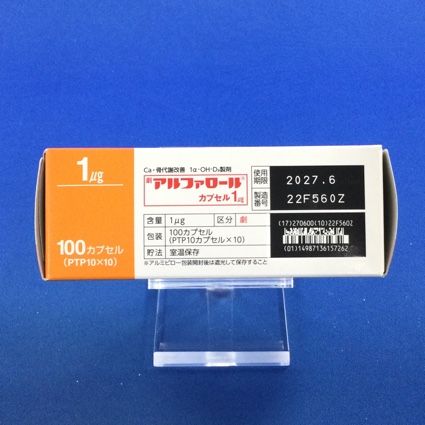 1μg
100カプセル
(PTP10×10)
Ca・骨代謝改善 1α-OH-D₃製剤
劇 アルファロール®
カプセル1μg
含量 1μg 区分 劇
包装 100カプセル
(PTP10カプセル×10)
貯法 室温保存
※アルミピロー包装開封後は遮光して保存すること
使用期限 2027.6
製造番号 22F560Z
(17)270600(10)22F560Z
(01)14987136157262